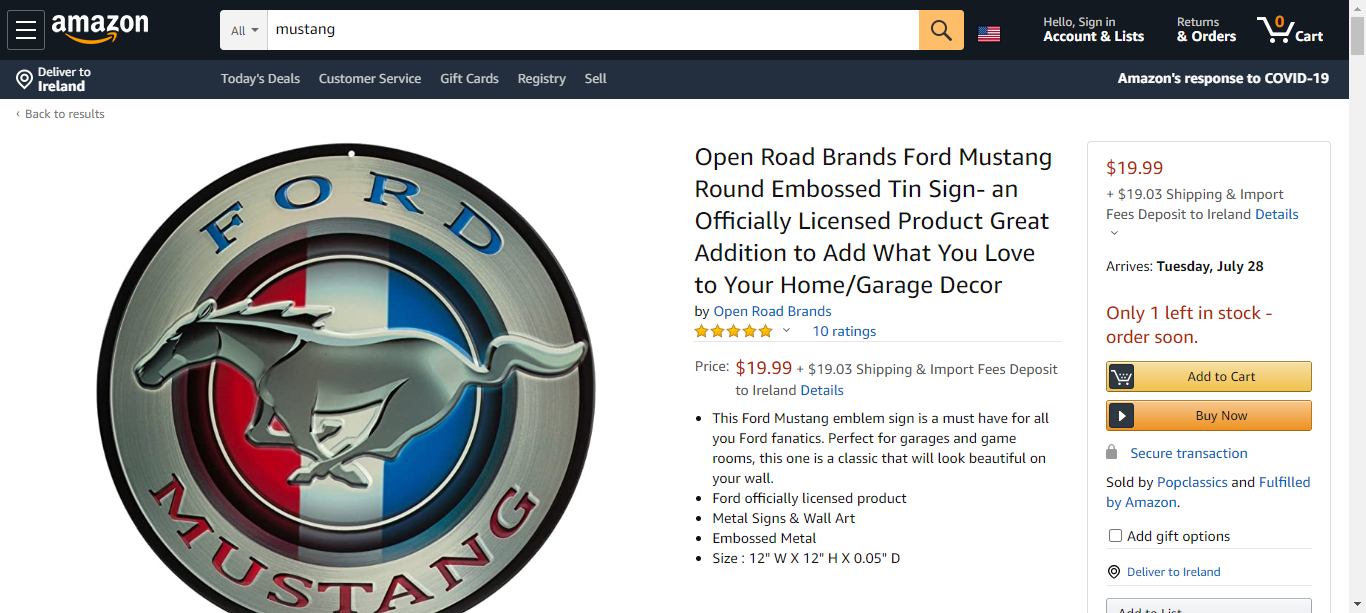 amazon
All
mustang
Hello, Sign in
Account & Lists
Returns
& Orders
0
Cart
Deliver to
Ireland
Today's Deals
Customer Service
Gift Cards
Registry
Sell
Amazon's response to COVID-19
‹ Back to results
FORD
MUSTANG
Open Road Brands Ford Mustang
Round Embossed Tin Sign- an
Officially Licensed Product Great
Addition to Add What You Love
to Your Home/Garage Decor
by Open Road Brands
10 ratings
Price: $19.99 + $19.03 Shipping & Import Fees Deposit
to Ireland Details
• This Ford Mustang emblem sign is a must have for all
you Ford fanatics. Perfect for garages and game
rooms, this one is a classic that will look beautiful on
your wall.
• Ford officially licensed product
• Metal Signs & Wall Art
• Embossed Metal
• Size : 12" W X 12" H X 0.05" D
$19.99
+ $19.03 Shipping & Import
Fees Deposit to Ireland Details
Arrives: Tuesday, July 28
Only 1 left in stock -
order soon.
Add to Cart
Buy Now
Secure transaction
Sold by Popclassics and Fulfilled
by Amazon.
Add gift options
Deliver to Ireland
Add to List